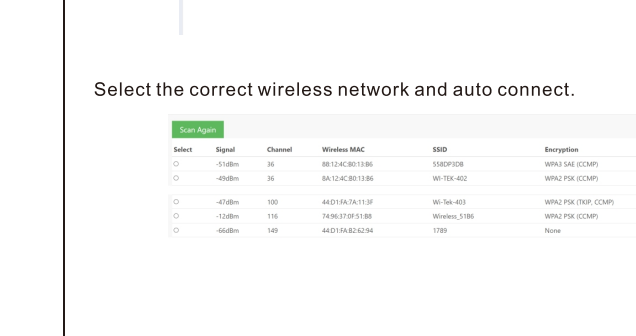 Select the correct wireless network and auto connect.
Scan Again
Select Signal Channel Wireless MAC SSID Encryption
-51dBm 36 88:12:4C:B0:13:B6 558DP3DB WPA3 SAE (CCMP)
-49dBm 36 8A:12:4C:B0:13:B6 WI-TEK-402 WPA2 PSK (CCMP)
-47dBm 100 44:D1:FA:7A:11:3F Wi-Tek-403 WPA2 PSK (TKIP, CCMP)
-12dBm 116 74:96:37:0F:51:B8 Wireless_51B6 WPA2 PSK (CCMP)
-66dBm 149 44:D1:FA:B2:62:94 1789 None